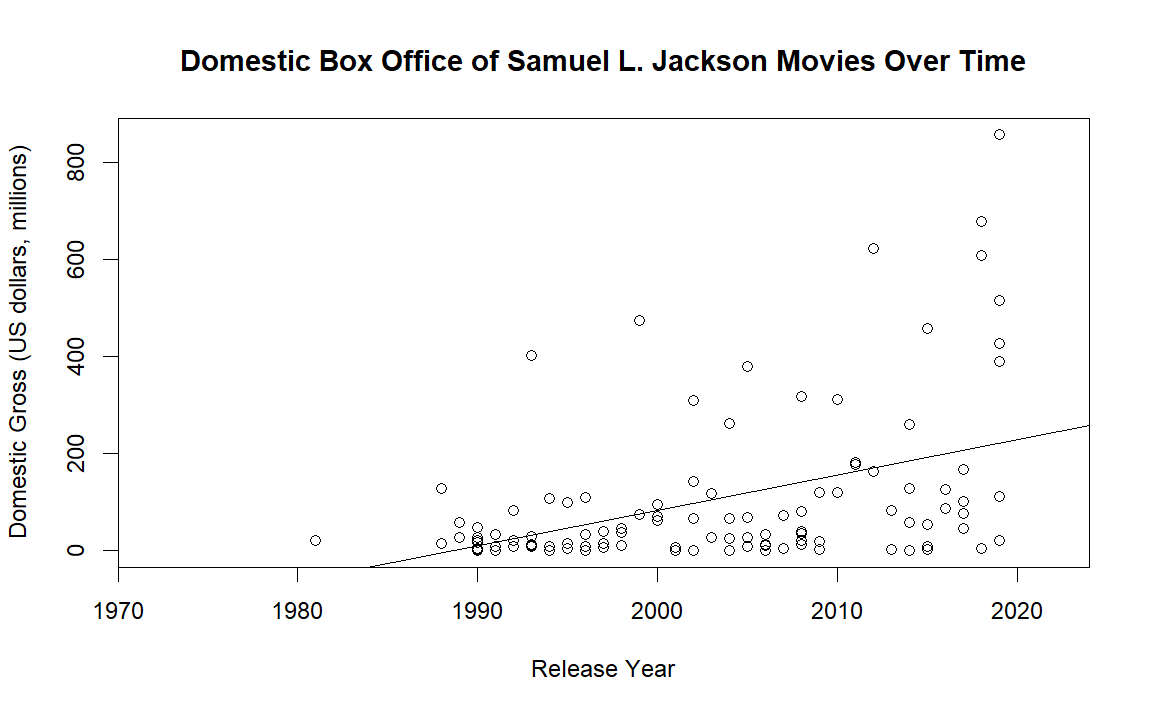 Domestic Box Office of Samuel L. Jackson Movies Over Time
Domestic Gross (US dollars, millions)
800
600
400
200
0
1970 1980 1990 2000 2010 2020
Release Year